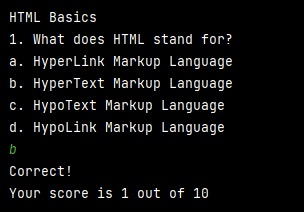 HTML Basics
1. What does HTML stand for?
a. HyperLink Markup Language
b. HyperText Markup Language
c. HypoText Markup Language
d. HypoLink Markup Language
b
Correct!
Your score is 1 out of 10